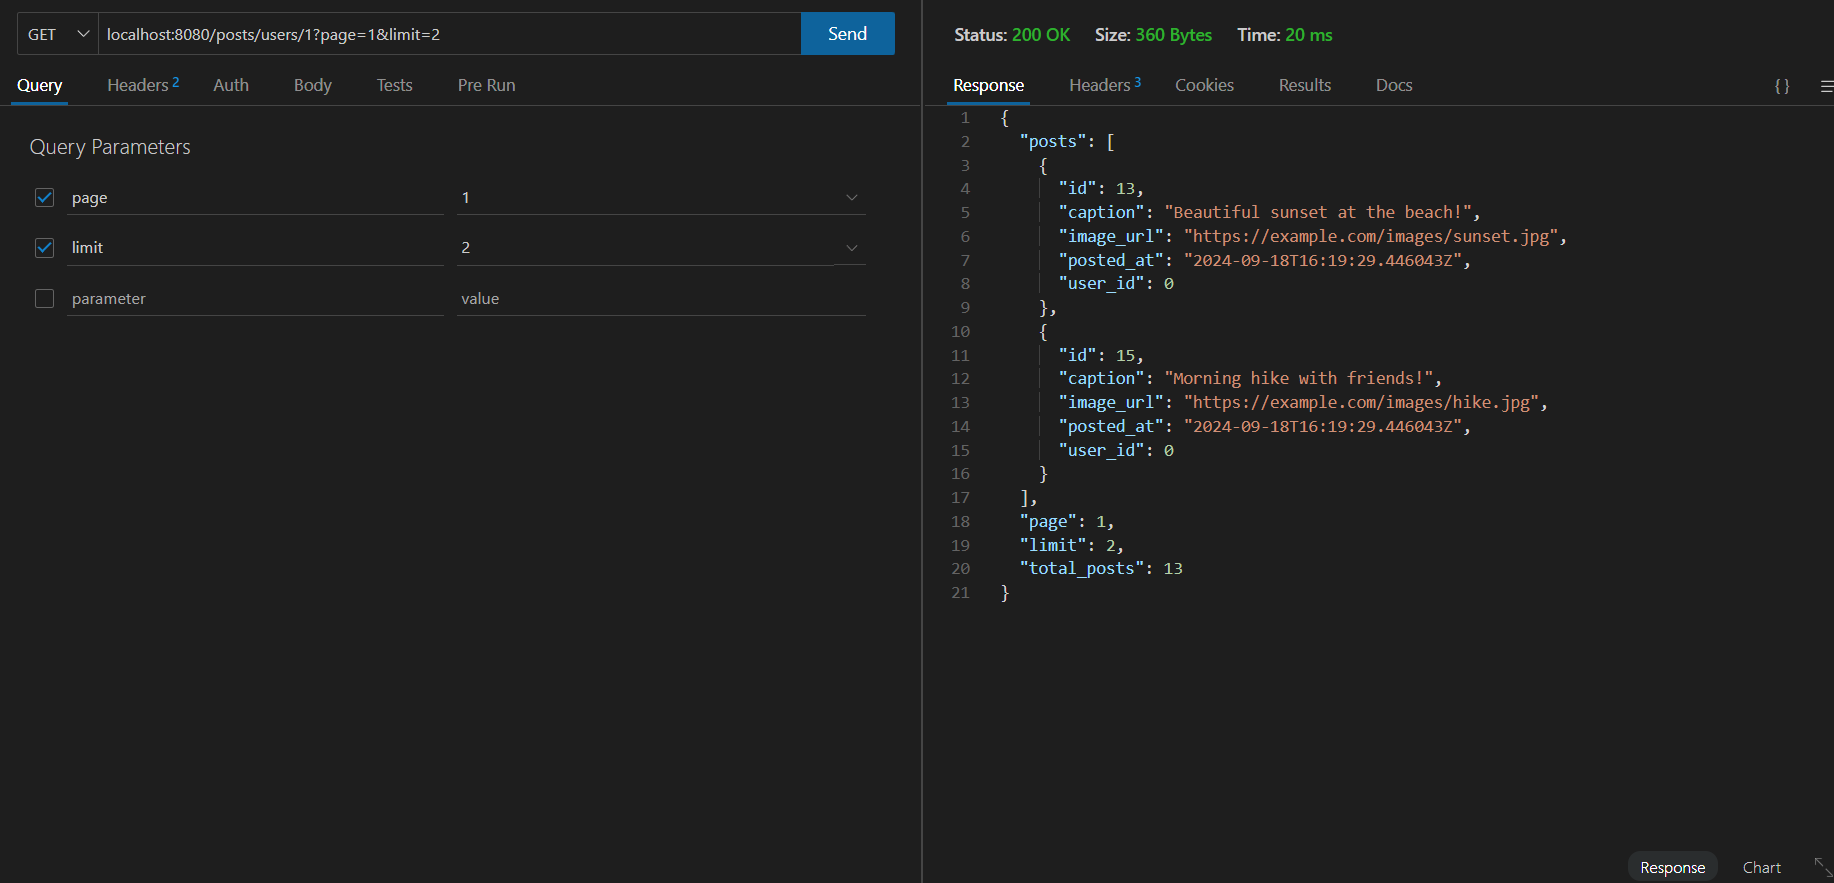 GET localhost:8080/posts/users/1?page=1&limit=2 Send
Query Headers 2 Auth Body Tests Pre Run
Query Parameters
page 1
limit 2
parameter value
Status: 200 OK Size: 360 Bytes Time: 20 ms
Response Headers 3 Cookies Results Docs {}
1 {
2 "posts": [
3 {
4 "id": 13,
5 "caption": "Beautiful sunset at the beach!",
6 "image_url": "https://example.com/images/sunset.jpg",
7 "posted_at": "2024-09-18T16:19:29.446043Z",
8 "user_id": 0
9 },
10 {
11 "id": 15,
12 "caption": "Morning hike with friends!",
13 "image_url": "https://example.com/images/hike.jpg",
14 "posted_at": "2024-09-18T16:19:29.446043Z",
15 "user_id": 0
16 }
17 ],
18 "page": 1,
19 "limit": 2,
20 "total_posts": 13
21 }
Response Chart